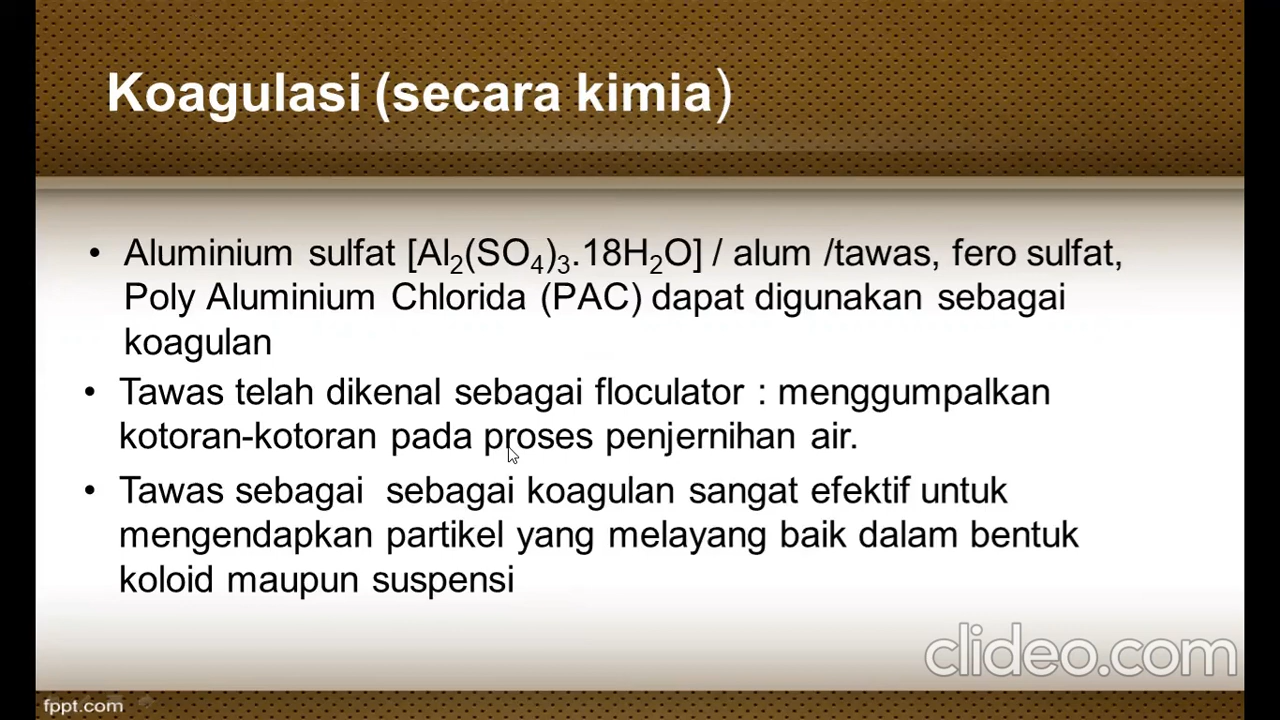 Koagulasi (secara kimia)
• Aluminium sulfat [Al₂(SO₄)₃.18H₂O] / alum /tawas, fero sulfat,
Poly Aluminium Chlorida (PAC) dapat digunakan sebagai
koagulan
• Tawas telah dikenal sebagai floculator : menggumpalkan
kotoran-kotoran pada proses penjernihan air.
• Tawas sebagai  sebagai koagulan sangat efektif untuk
mengendapkan partikel yang melayang baik dalam bentuk
koloid maupun suspensi
clideo.com
fppt.com